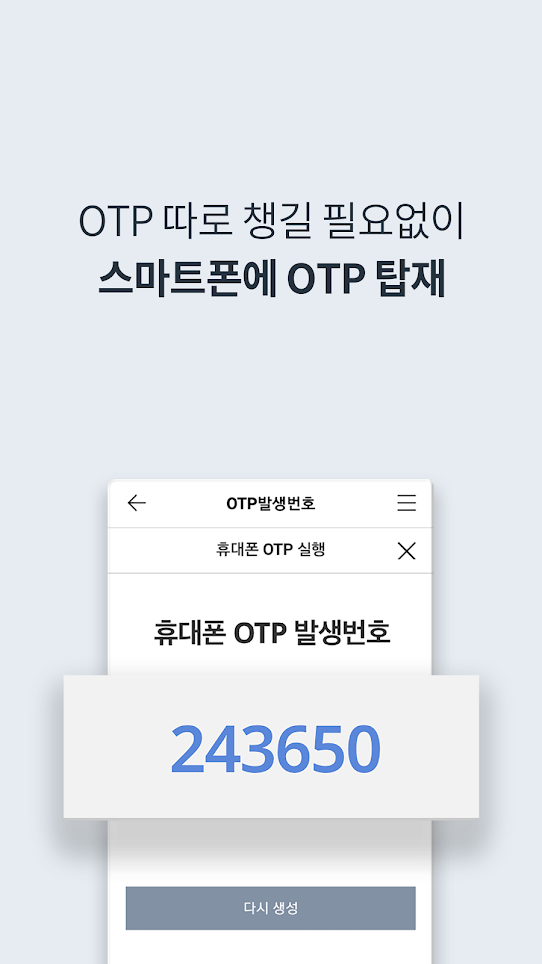 OTP 따로 챙길 필요없이
스마트폰에 OTP 탑재
OTP발생번호
휴대폰 OTP 실행
휴대폰 OTP 발생번호
243650
다시 생성